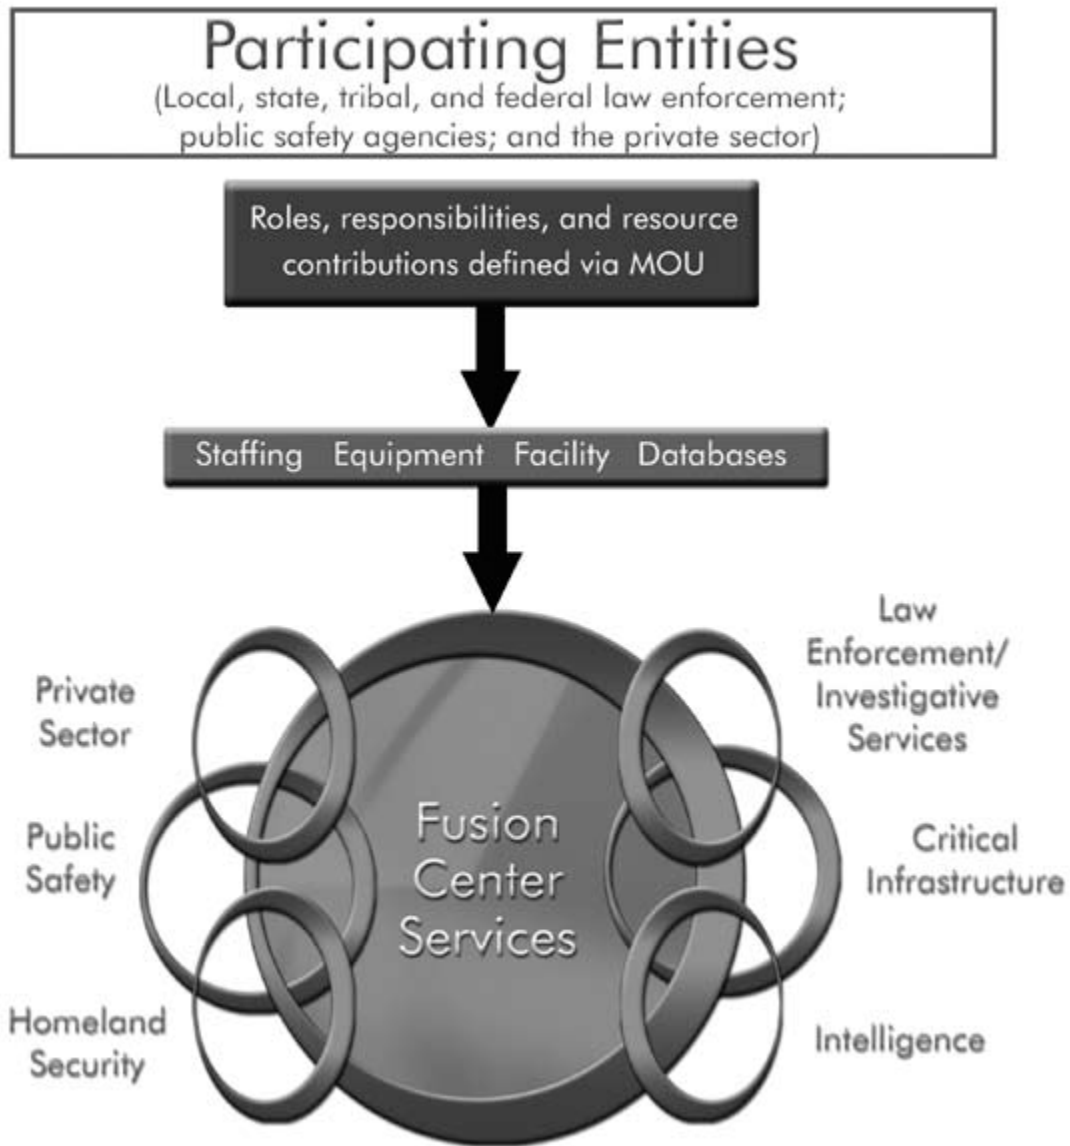 Participating Entities
(Local, state, tribal, and federal law enforcement;
public safety agencies; and the private sector)
Roles, responsibilities, and resource
contributions defined via MOU
Staffing Equipment Facility Databases
Private
Sector
Public
Safety
Homeland
Security
Fusion
Center
Services
Law
Enforcement/
Investigative
Services
Critical
Infrastructure
Intelligence